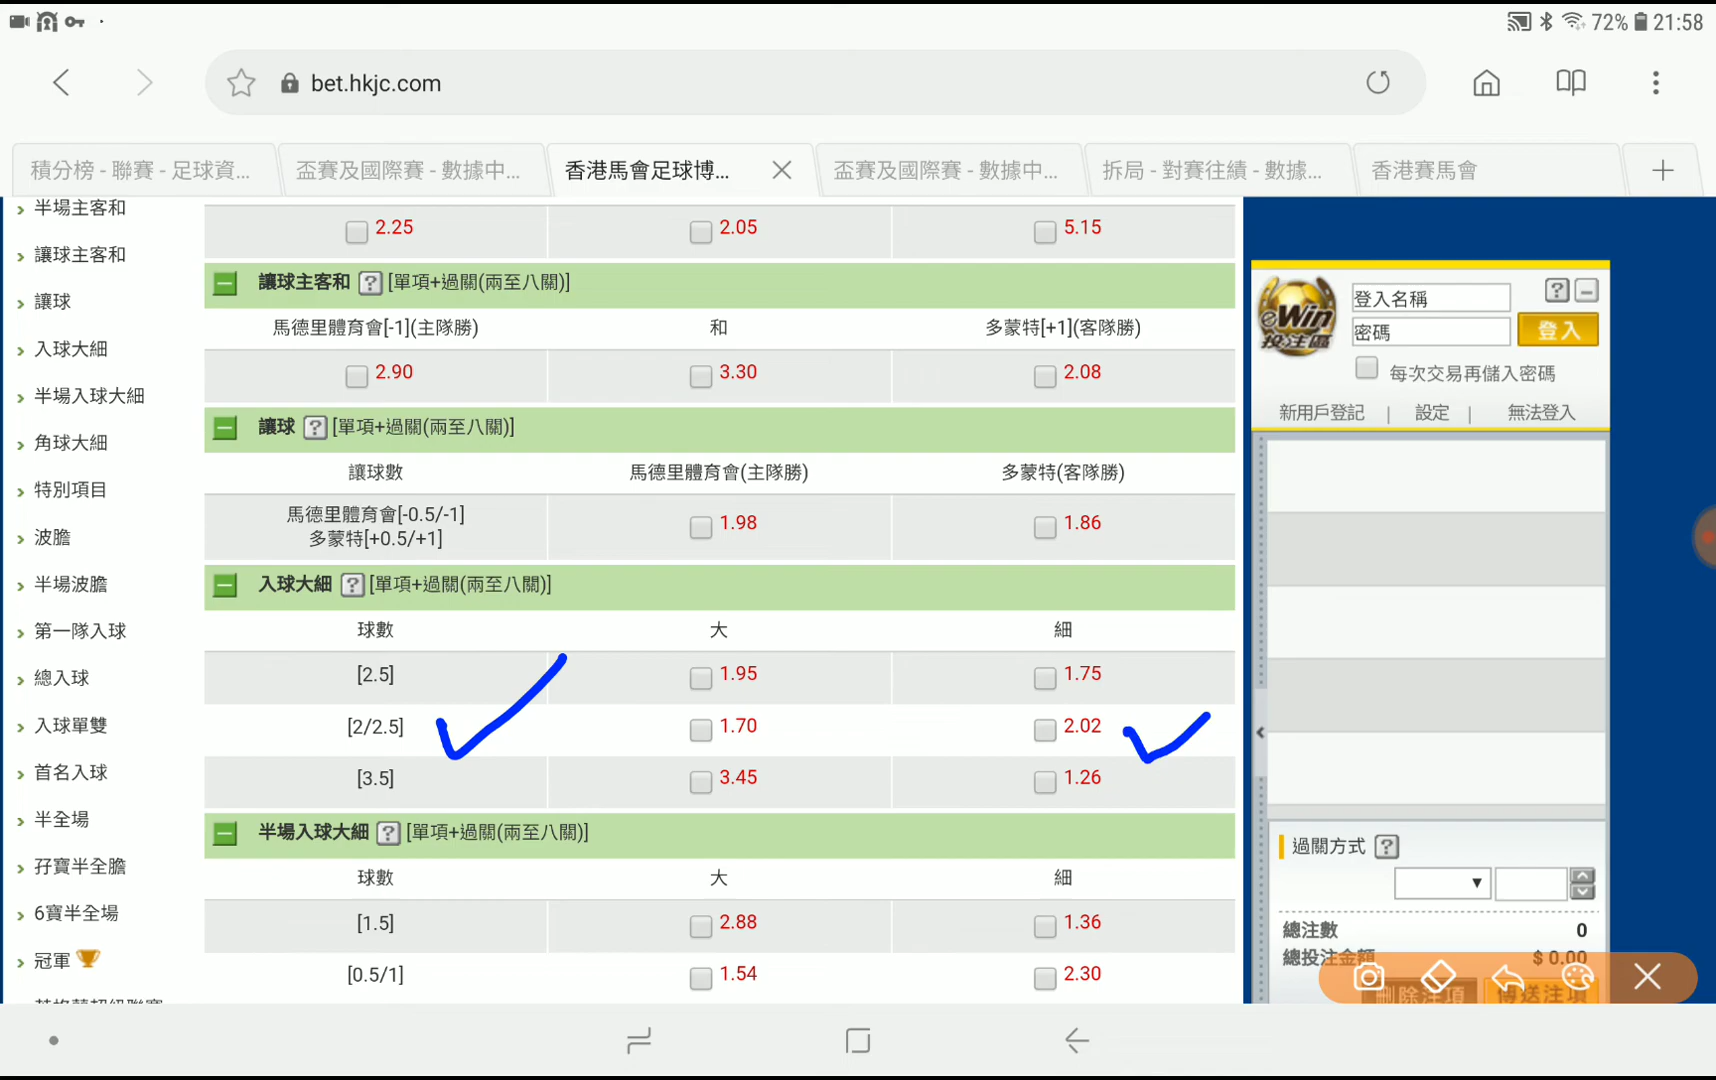 72% 21:58
bet.hkjc.com
積分榜 - 聯賽 - 足球資...
盃賽及國際賽 - 數據中...
香港馬會足球博...
盃賽及國際賽 - 數據中...
拆局 - 對賽往績 - 數據...
香港賽馬會
半場主客和
讓球主客和
讓球
入球大細
半場入球大細
角球大細
特別項目
波膽
半場波膽
第一隊入球
總入球
入球單雙
首名入球
半全場
孖寶半全膽
6寶半全場
冠軍
2.25 2.05 5.15
讓球主客和 ? [單項+過關(兩至八關)]
馬德里體育會[-1](主隊勝) 和 多蒙特[+1](客隊勝)
2.90 3.30 2.08
讓球 ? [單項+過關(兩至八關)]
讓球數 馬德里體育會(主隊勝) 多蒙特(客隊勝)
馬德里體育會[-0.5/-1]
多蒙特[+0.5/+1]
1.98 1.86
入球大細 ? [單項+過關(兩至八關)]
球數 大 細
[2.5] 1.95 1.75
[2/2.5] 1.70 2.02
[3.5] 3.45 1.26
半場入球大細 ? [單項+過關(兩至八關)]
球數 大 細
[1.5] 2.88 1.36
[0.5/1] 1.54 2.30
eWin
投注區
登入名稱
密碼
登入
每次交易再儲入密碼
新用戶登記 | 設定 | 無法登入
過關方式 ?
總注數 0
總投注金額 $ 0.00
刪除注項 傳送注項